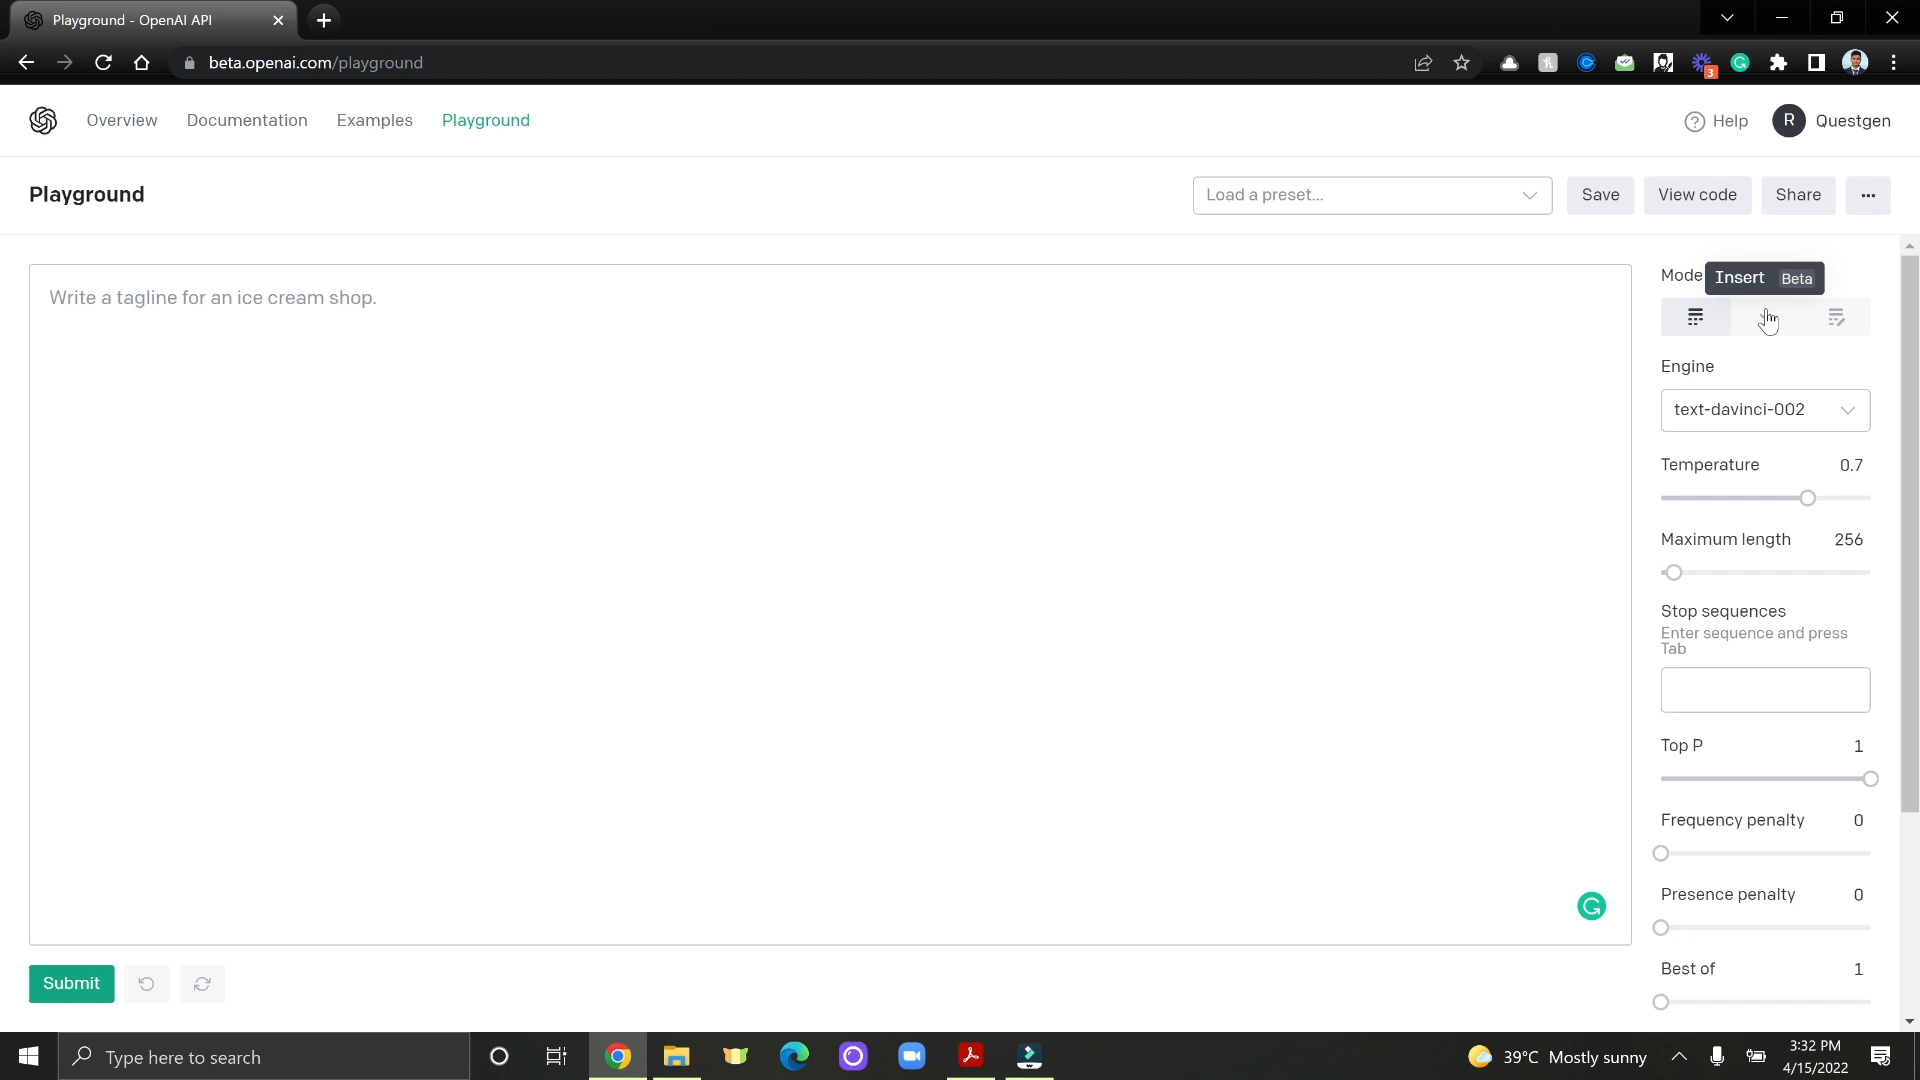 Playground - OpenAI API
beta.openai.com/playground
3
Overview
Documentation
Examples
Playground
Help
R
Questgen
Playground
Load a preset...
Save
View code
Share
Write a tagline for an ice cream shop.
Mode
Insert Beta
Engine
text-davinci-002
Temperature 0.7
Maximum length 256
Stop sequences
Enter sequence and press
Tab
Top P 1
Frequency penalty 0
Presence penalty 0
Best of 1
Submit
Type here to search
39°C Mostly sunny
3:32 PM
4/15/2022